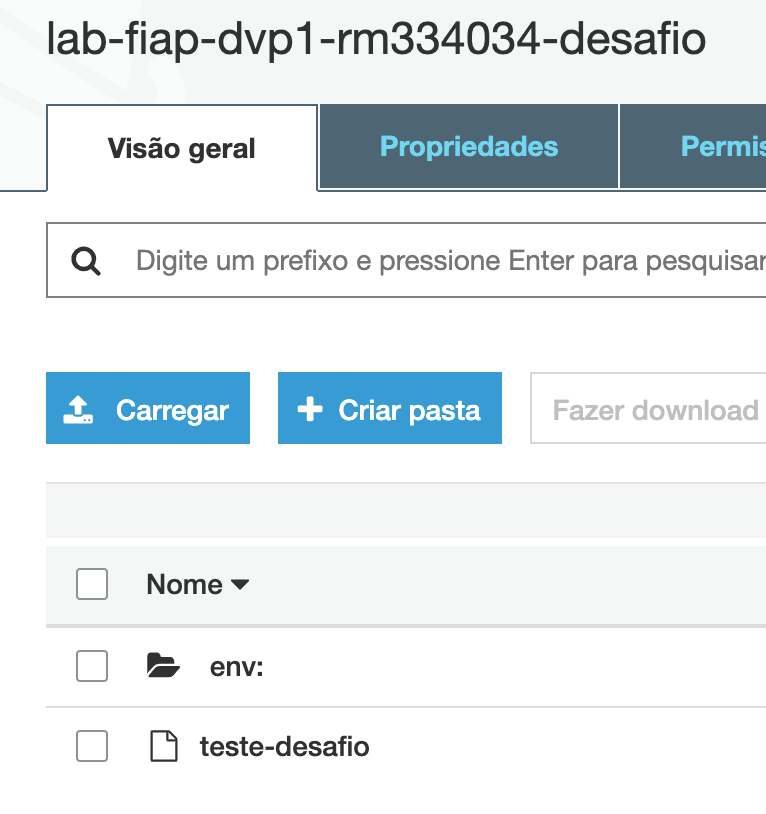 lab-fiap-dvp1-rm334034-desafio
Visão geral
Propriedades
Permis
Digite um prefixo e pressione Enter para pesquisar
Carregar
Criar pasta
Fazer download
Nome
env:
teste-desafio